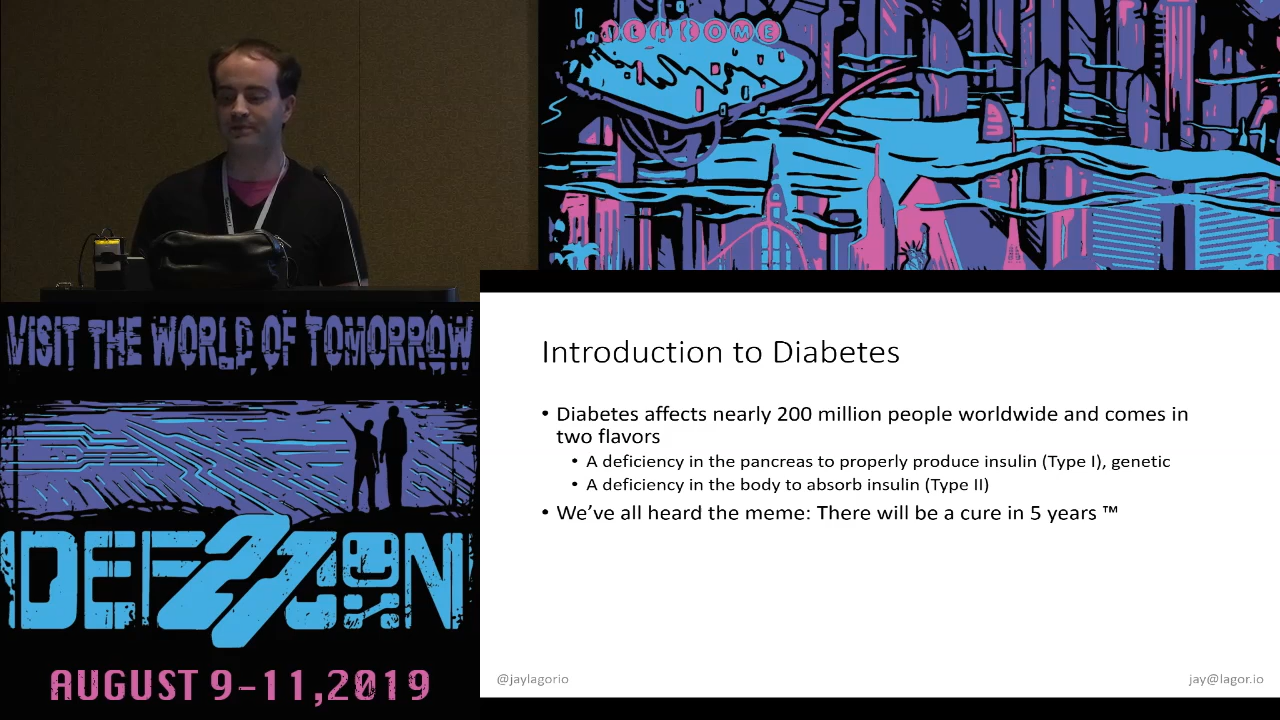 WELCOME
VISIT THE WORLD OF TOMORROW
DEF CON 27
AUGUST 9-11, 2019
Introduction to Diabetes
• Diabetes affects nearly 200 million people worldwide and comes in
two flavors
• A deficiency in the pancreas to properly produce insulin (Type I), genetic
• A deficiency in the body to absorb insulin (Type II)
• We’ve all heard the meme: There will be a cure in 5 years ™
@jaylagorio
jay@lagor.io